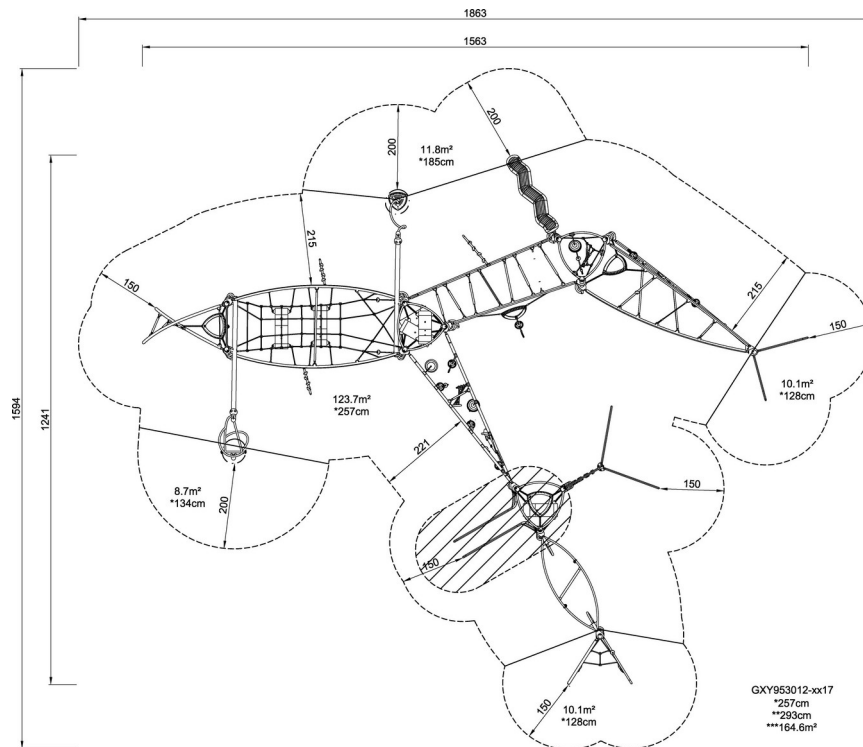 1863
1563
200
200
11.8m²
*185cm
215
150
215
150
10.1m²
*128cm
1594
1241
123.7m²
*257cm
221
8.7m²
*134cm
200
150
150
150
10.1m²
*128cm
GXY953012-xx17
*257cm
**293cm
***164.6m²